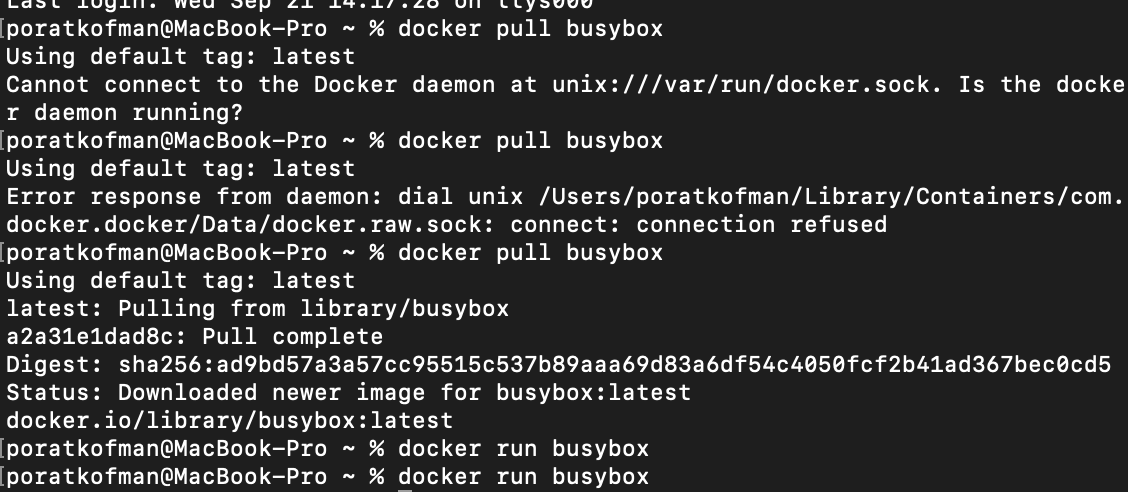 Last login: Wed Sep 21 14:17:28 on ttys000
[poratkofman@MacBook-Pro ~ % docker pull busybox
Using default tag: latest
Cannot connect to the Docker daemon at unix:///var/run/docker.sock. Is the docke
r daemon running?
[poratkofman@MacBook-Pro ~ % docker pull busybox
Using default tag: latest
Error response from daemon: dial unix /Users/poratkofman/Library/Containers/com.
docker.docker/Data/docker.raw.sock: connect: connection refused
[poratkofman@MacBook-Pro ~ % docker pull busybox
Using default tag: latest
latest: Pulling from library/busybox
a2a31e1dad8c: Pull complete
Digest: sha256:ad9bd57a3a57cc95515c537b89aaa69d83a6df54c4050fcf2b41ad367bec0cd5
Status: Downloaded newer image for busybox:latest
docker.io/library/busybox:latest
[poratkofman@MacBook-Pro ~ % docker run busybox
[poratkofman@MacBook-Pro ~ % docker run busybox